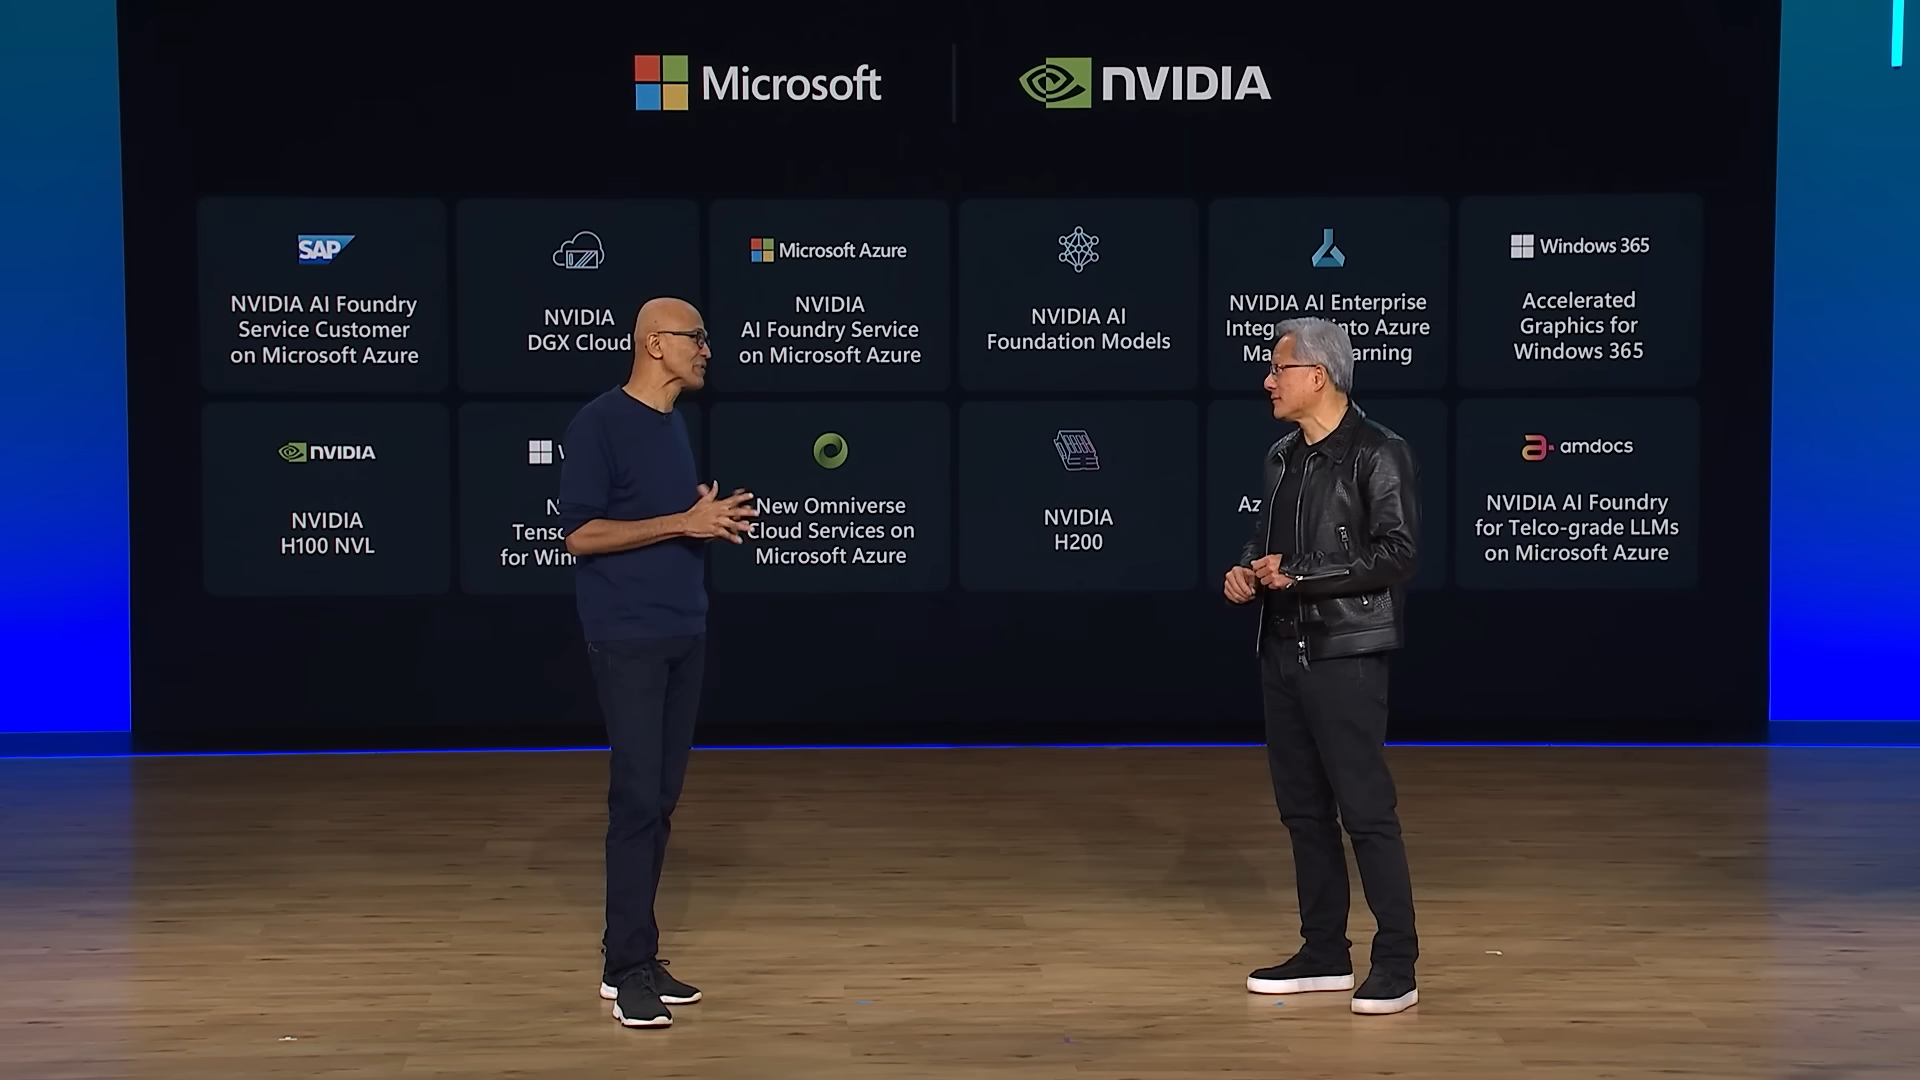 Microsoft
NVIDIA
SAP
NVIDIA AI Foundry
Service Customer
on Microsoft Azure
NVIDIA
DGX Cloud
Microsoft Azure
NVIDIA
AI Foundry Service
on Microsoft Azure
NVIDIA AI
Foundation Models
NVIDIA AI Enterprise
into Azure
Windows 365
Accelerated
Graphics for
Windows 365
NVIDIA
NVIDIA
H100 NVL
for
New Omniverse
Cloud Services on
Microsoft Azure
NVIDIA
H200
amdocs
NVIDIA AI Foundry
for Telco-grade LLMs
on Microsoft Azure